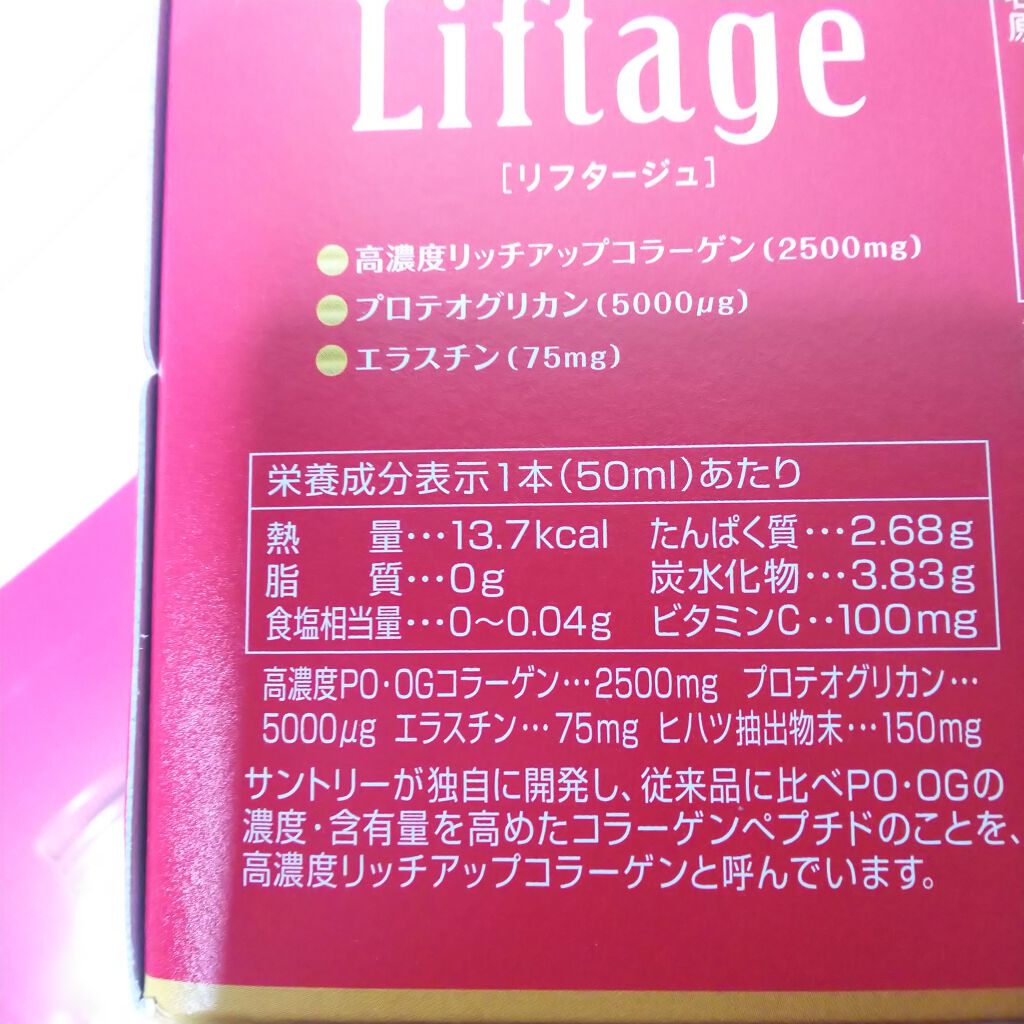 Liftage
[リフタージュ]
高濃度リッチアップコラーゲン(2500mg)
プロテオグリカン(5000μg)
エラスチン(75mg)
栄養成分表示1本(50ml)あたり
熱 量…13.7kcal たんぱく質…2.68g
脂 質…0g 炭水化物…3.83g
食塩相当量…0〜0.04g ビタミンC‥100mg
高濃度PO・OGコラーゲン…2500mg プロテオグリカン…
5000μg エラスチン…75mg ヒハツ抽出物末…150mg
サントリーが独自に開発し、従来品に比べPO・OGの
濃度・含有量を高めたコラーゲンペプチドのことを、
高濃度リッチアップコラーゲンと呼んでいます。